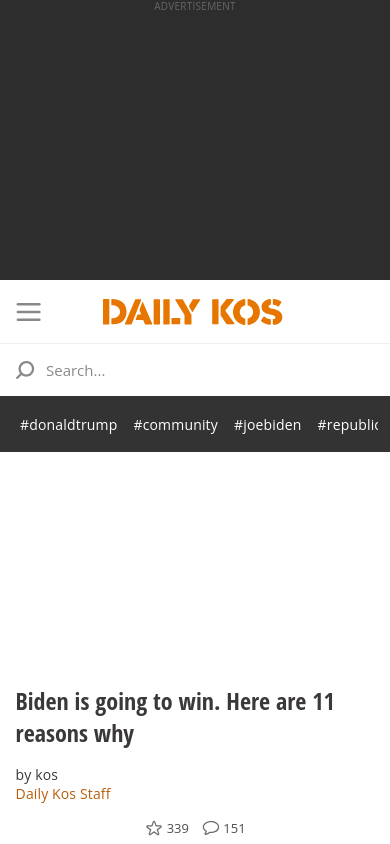 ADVERTISEMENT
DAILY KOS
Search...
#donaldtrump #community #joebiden #republic
Biden is going to win. Here are 11
reasons why
by kos
Daily Kos Staff
339 151